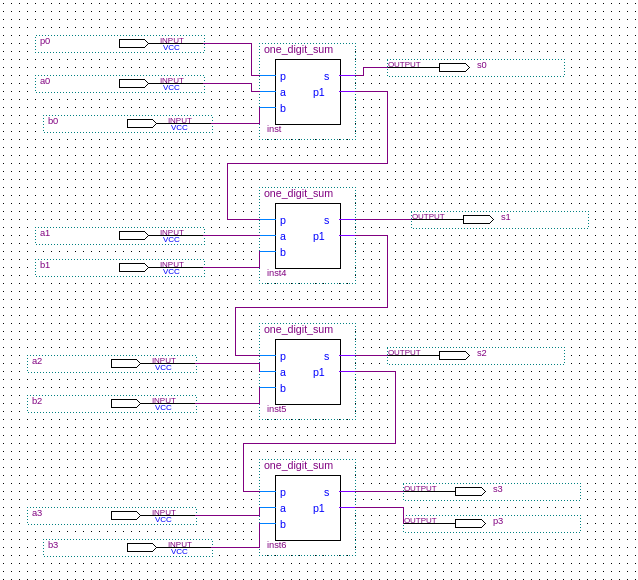 p0 INPUT VCC
a0 INPUT VCC
b0 INPUT VCC
one_digit_sum
p s
a p1
b
inst
OUTPUT s0
a1 INPUT VCC
b1 INPUT VCC
one_digit_sum
p s
a p1
b
inst4
OUTPUT s1
a2 INPUT VCC
b2 INPUT VCC
one_digit_sum
p s
a p1
b
inst5
OUTPUT s2
a3 INPUT VCC
b3 INPUT VCC
one_digit_sum
p s
a p1
b
inst6
OUTPUT s3
OUTPUT p3